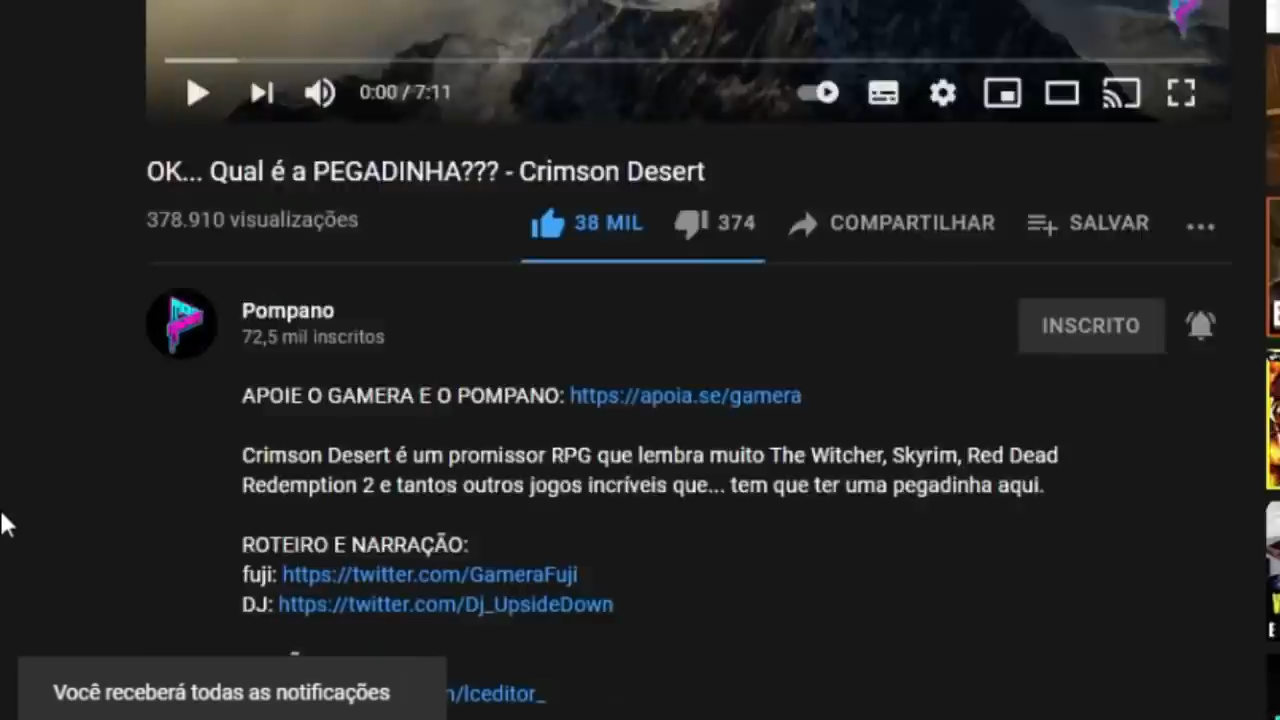 0:00 / 7:11
OK... Qual é a PEGADINHA??? - Crimson Desert
378.910 visualizações
38 MIL
374
COMPARTILHAR
SALVAR
Pompano
72,5 mil inscritos
INSCRITO
APOIE O GAMERA E O POMPANO: https://apoia.se/gamera
Crimson Desert é um promissor RPG que lembra muito The Witcher, Skyrim, Red Dead
Redemption 2 e tantos outros jogos incríveis que... tem que ter uma pegadinha aqui.
ROTEIRO E NARRAÇÃO:
fuji: https://twitter.com/GameraFuji
DJ: https://twitter.com/Dj_UpsideDown
Você receberá todas as notificações